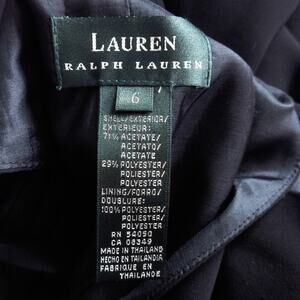 LAUREN
RALPH LAUREN
6
SHELL/EXTERIOR/
EXTERIEUR:
71% ACETATE/
ACETATO/
ACETATE
29% POLYESTER/
POLIESTER/
POLYESTER
LINING/FORRO/
DOUBLURE:
100% POLYESTER/
POLIESTER/
POLYESTER
RN 54050
CA 06349
MADE IN THAILAND
HECHO EN TAILANDIA
FABRIQUE EN
THAILANDE